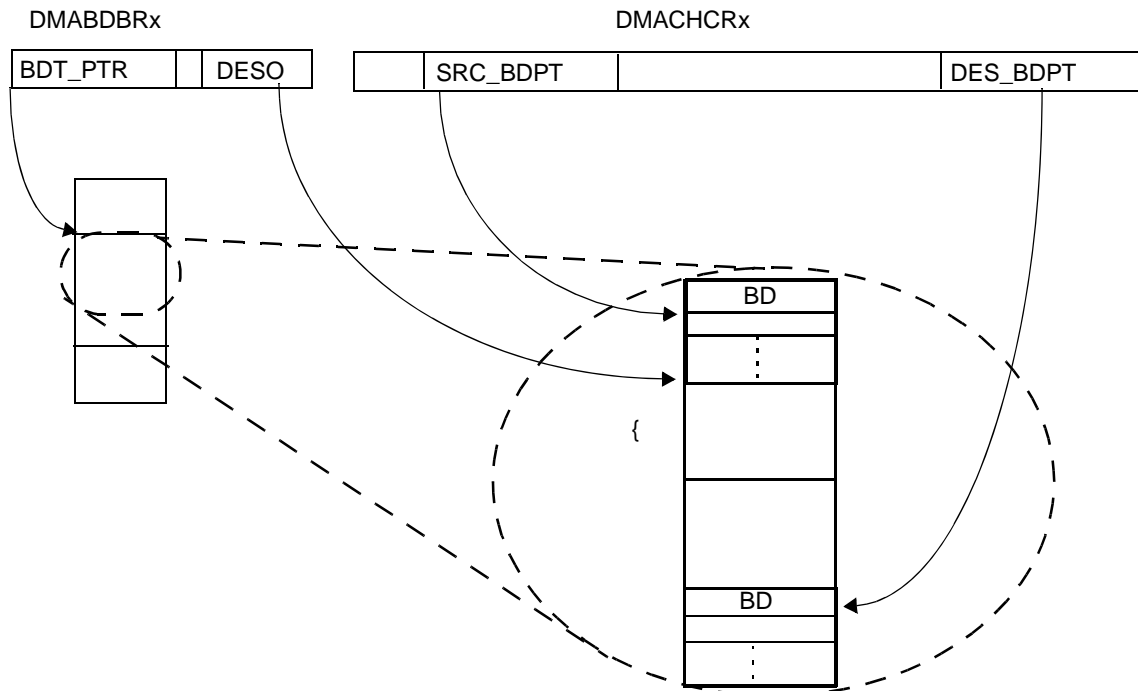 DMABDBRx
DMACHCRx
BDT_PTR
DESO
SRC_BDPT
DES_BDPT
BD
{
BD